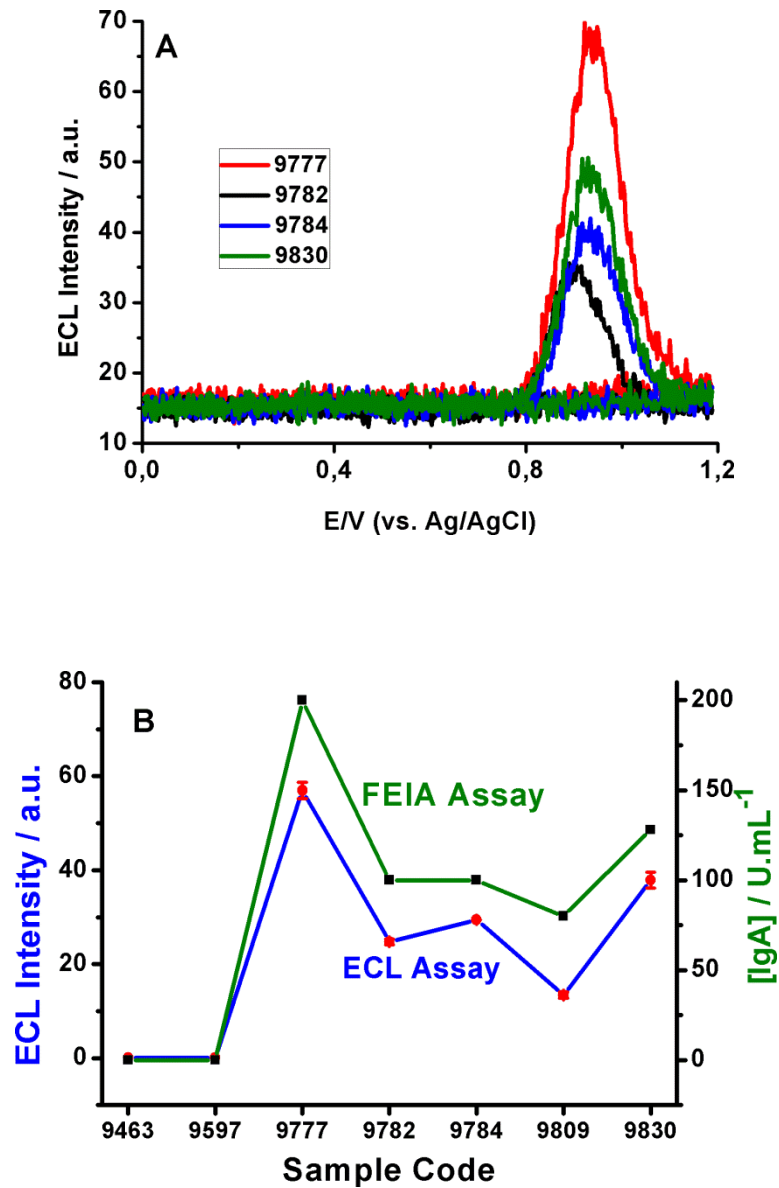 A
70
60
50
40
30
20
10
ECL Intensity / a.u.
9777
9782
9784
9830
0,0 0,4 0,8 1,2
E/V (vs. Ag/AgCl)
B
80
60
40
20
0
ECL Intensity / a.u.
FEIA Assay
ECL Assay
200
150
100
50
0
[IgA] / U.mL⁻¹
9463 9597 9777 9782 9784 9809 9830
Sample Code